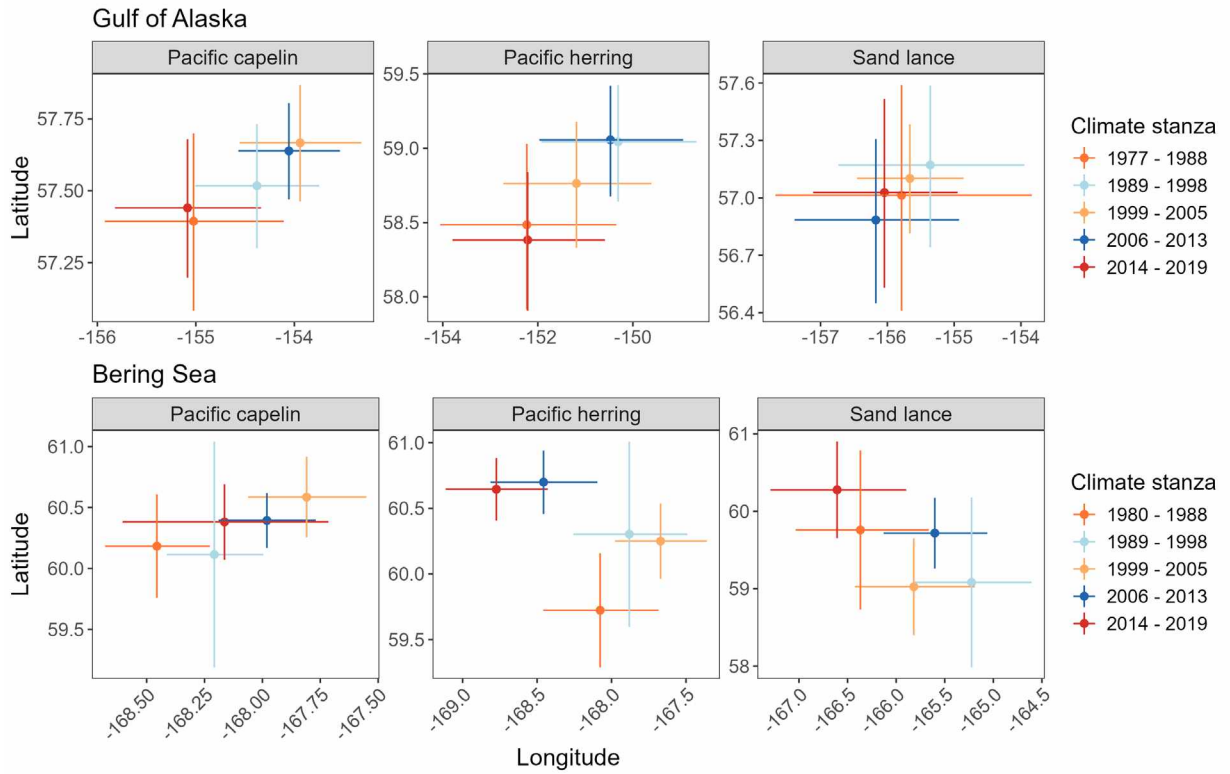 Gulf of Alaska
Pacific capelin
Pacific herring
Sand lance
Latitude
57.75
57.50
57.25
-156
-155
-154
59.5
59.0
58.5
58.0
-154
-152
-150
57.6
57.3
57.0
56.7
56.4
-157
-156
-155
-154
Climate stanza
1977 - 1988
1989 - 1998
1999 - 2005
2006 - 2013
2014 - 2019
Bering Sea
Pacific capelin
Pacific herring
Sand lance
Latitude
61.0
60.5
60.0
59.5
-168.50
-168.25
-168.00
-167.75
-167.50
61.0
60.5
60.0
59.5
-169.0
-168.5
-168.0
-167.5
61
60
59
58
-167.0
-166.5
-166.0
-165.5
-165.0
-164.5
Longitude
Climate stanza
1980 - 1988
1989 - 1998
1999 - 2005
2006 - 2013
2014 - 2019